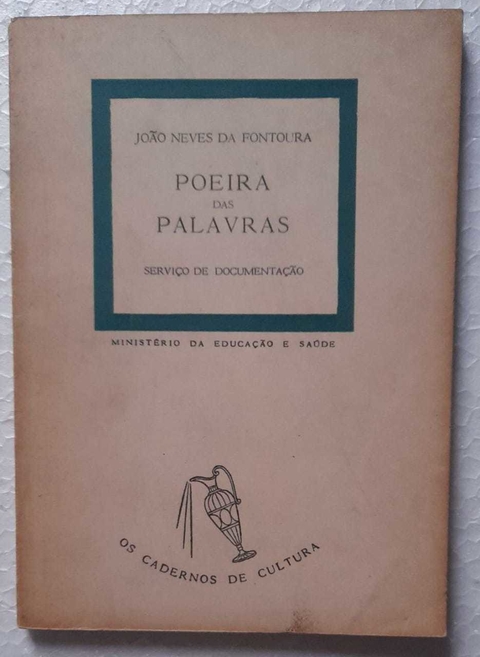 JOÃO NEVES DA FONTOURA
POEIRA
DAS
PALAVRAS
SERVIÇO DE DOCUMENTAÇÃO
MINISTÉRIO DA EDUCAÇÃO E SAÚDE
OS CADERNOS DE CULTURA